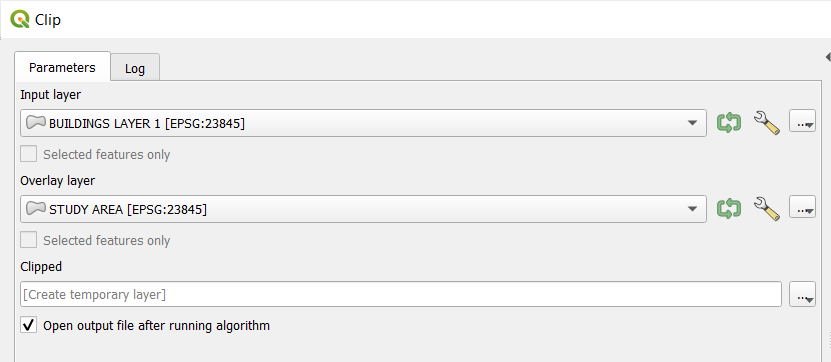 Clip
Parameters Log
Input layer
BUILDINGS LAYER 1 [EPSG:23845]
...
Selected features only
Overlay layer
STUDY AREA [EPSG:23845]
...
Selected features only
Clipped
[Create temporary layer]
...
Open output file after running algorithm